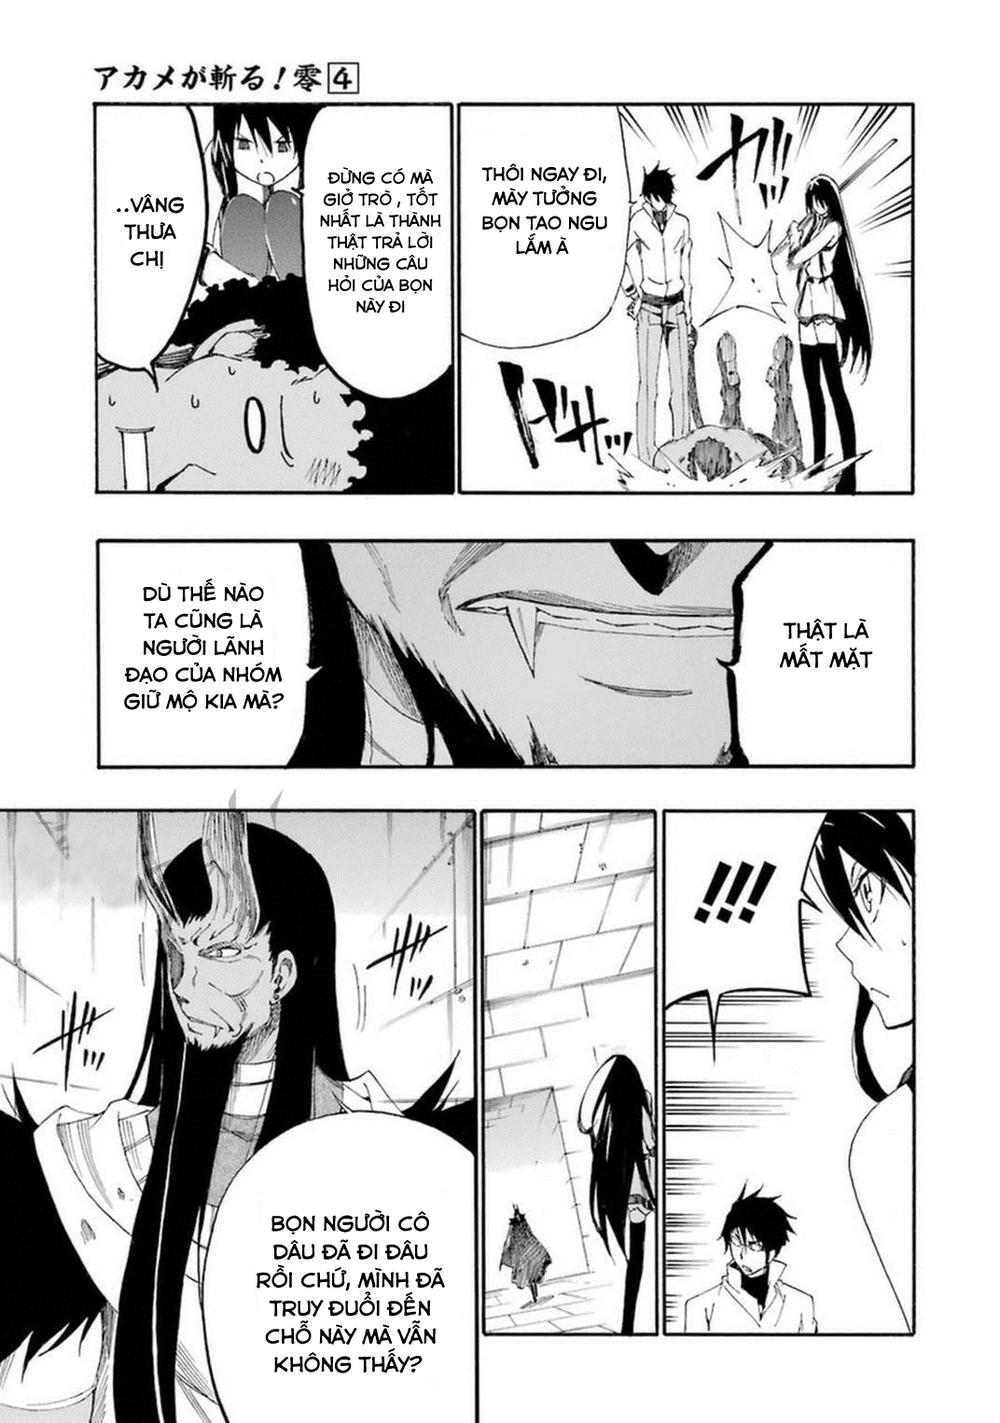 アカメが斬る！零 4
THÔI NGAY ĐI,
MÀY TƯỞNG
BỌN TAO NGU
LẮM À
ĐỪNG CÓ MÀ
GIỞ TRÒ , TỐT
NHẤT LÀ THÀNH
THẬT TRẢ LỜI
NHỮNG CÂU
HỎI CỦA BỌN
NÀY ĐI
..VÂNG
THƯA
CHỊ
THẬT LÀ
MẤT MẶT
DÙ THẾ NÀO
TA CŨNG LÀ
NGƯỜI LÃNH
ĐẠO CỦA NHÓM
GIỮ MỘ KIA MÀ?
!!!
BỌN NGƯỜI CÔ
DÂU ĐÃ ĐI ĐÂU
RỒI CHỨ, MÌNH ĐÃ
TRUY ĐUỔI ĐẾN
CHỖ NÀY MÀ VẪN
KHÔNG THẤY?